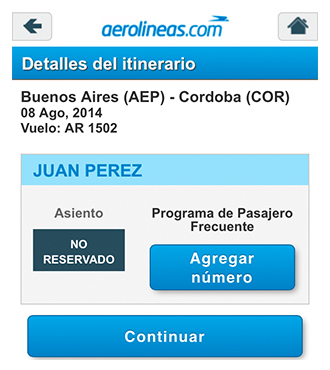 aerolineas.com
Detalles del itinerario
Buenos Aires (AEP) - Cordoba (COR)
08 Ago, 2014
Vuelo: AR 1502
JUAN PEREZ
Asiento
NO
RESERVADO
Programa de Pasajero
Frecuente
Agregar
número
Continuar